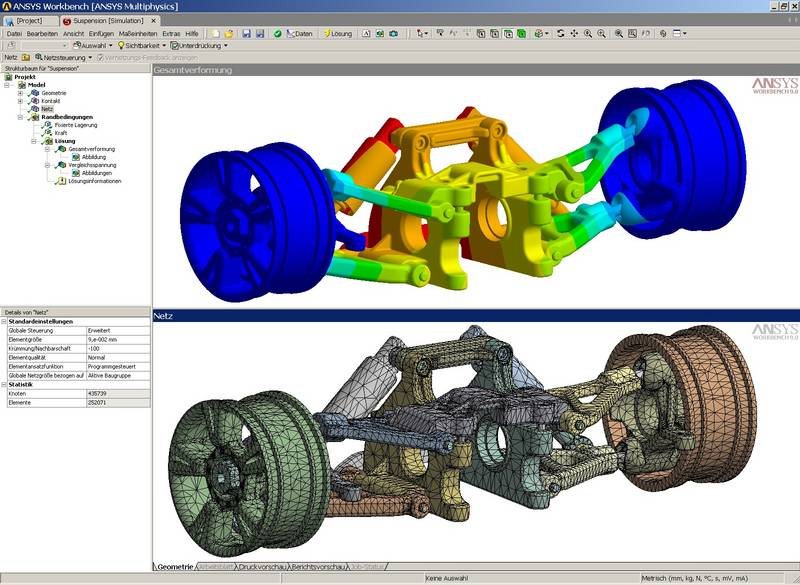 ANSYS Workbench [ANSYS Multiphysics]
[Project] Suspension [Simulation]
Datei Bearbeiten Ansicht Einfügen Maßeinheiten Extras Hilfe Daten Lösung
Auswahl Sichtbarkeit Unterdrückung
Netz Netzsteuerung Vernetzungs-Feedback anzeigen
Strukturbaum für "Suspension"
Projekt
Model
Geometrie
Kontakt
Netz
Randbedingungen
Fixierte Lagerung
Kraft
Lösung
Gesamtverformung
Abbildung
Vergleichsspannung
Abbildungen
Lösungsinformationen
Gesamtverformung
ANSYS
WORKBENCH 9.0
Details von "Netz"
Standardeinstellungen
Globale Steuerung Erweitert
Elementgröße 9,e-002 mm
Krümmung/Nachbarschaft -100
Elementqualität Normal
Elementansatzfunktion Programmgesteuert
Globale Netzgröße bezogen auf Aktive Baugruppe
Statistik
Knoten 435739
Elemente 252071
Netz
ANSYS
WORKBENCH 9.0
Geometrie Arbeitsblatt Druckvorschau Berichtsvorschau Job-Status
Keine Auswahl Metrisch (mm, kg, N, °C, s, mV, mA)